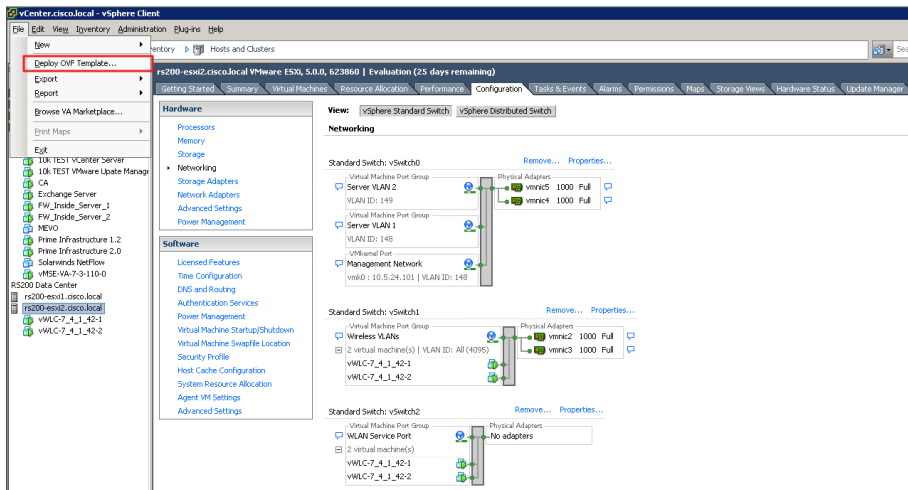 vCenter.cisco.local - vSphere Client
File Edit View Inventory Administration Plug-ins Help
New
Deploy OVF Template...
Export
Report
Browse VA Marketplace...
Print Maps
Exit
entory Hosts and Clusters
Sea
10k TEST vCenter Server
10k TEST VMware Upate Manage
CA
Exchange Server
FW_Inside_Server_1
FW_Inside_Server_2
MEVO
Prime Infrastructure 1.2
Prime Infrastructure 2.0
Solarwinds NetFlow
vMSE-VA-7-3-110-0
RS200 Data Center
rs200-esxi1.cisco.local
rs200-esxi2.cisco.local
vWLC-7_4_1_42-1
vWLC-7_4_1_42-2
rs200-esxi2.cisco.local VMware ESXi, 5.0.0, 623860 | Evaluation (25 days remaining)
Getting Started Summary Virtual Machines Resource Allocation Performance Configuration Tasks & Events Alarms Permissions Maps Storage Views Hardware Status Update Manager
Hardware
Processors
Memory
Storage
Networking
Storage Adapters
Network Adapters
Advanced Settings
Power Management
Software
Licensed Features
Time Configuration
DNS and Routing
Authentication Services
Power Management
Virtual Machine Startup/Shutdown
Virtual Machine Swapfile Location
Security Profile
Host Cache Configuration
System Resource Allocation
Agent VM Settings
Advanced Settings
View: vSphere Standard Switch vSphere Distributed Switch
Networking
Standard Switch: vSwitch0 Remove... Properties...
Virtual Machine Port Group Physical Adapters
Server VLAN 2 vmnic5 1000 Full
VLAN ID: 149 vmnic4 1000 Full
Virtual Machine Port Group
Server VLAN 1
VLAN ID: 148
VMkernel Port
Management Network
vmk0 : 10.5.24.101 | VLAN ID: 148
Standard Switch: vSwitch1 Remove... Properties...
Virtual Machine Port Group Physical Adapters
Wireless VLANs vmnic2 1000 Full
2 virtual machine(s) | VLAN ID: All (4095) vmnic3 1000 Full
vWLC-7_4_1_42-1
vWLC-7_4_1_42-2
Standard Switch: vSwitch2 Remove... Properties...
Virtual Machine Port Group Physical Adapters
WLAN Service Port No adapters
2 virtual machine(s)
vWLC-7_4_1_42-1
vWLC-7_4_1_42-2